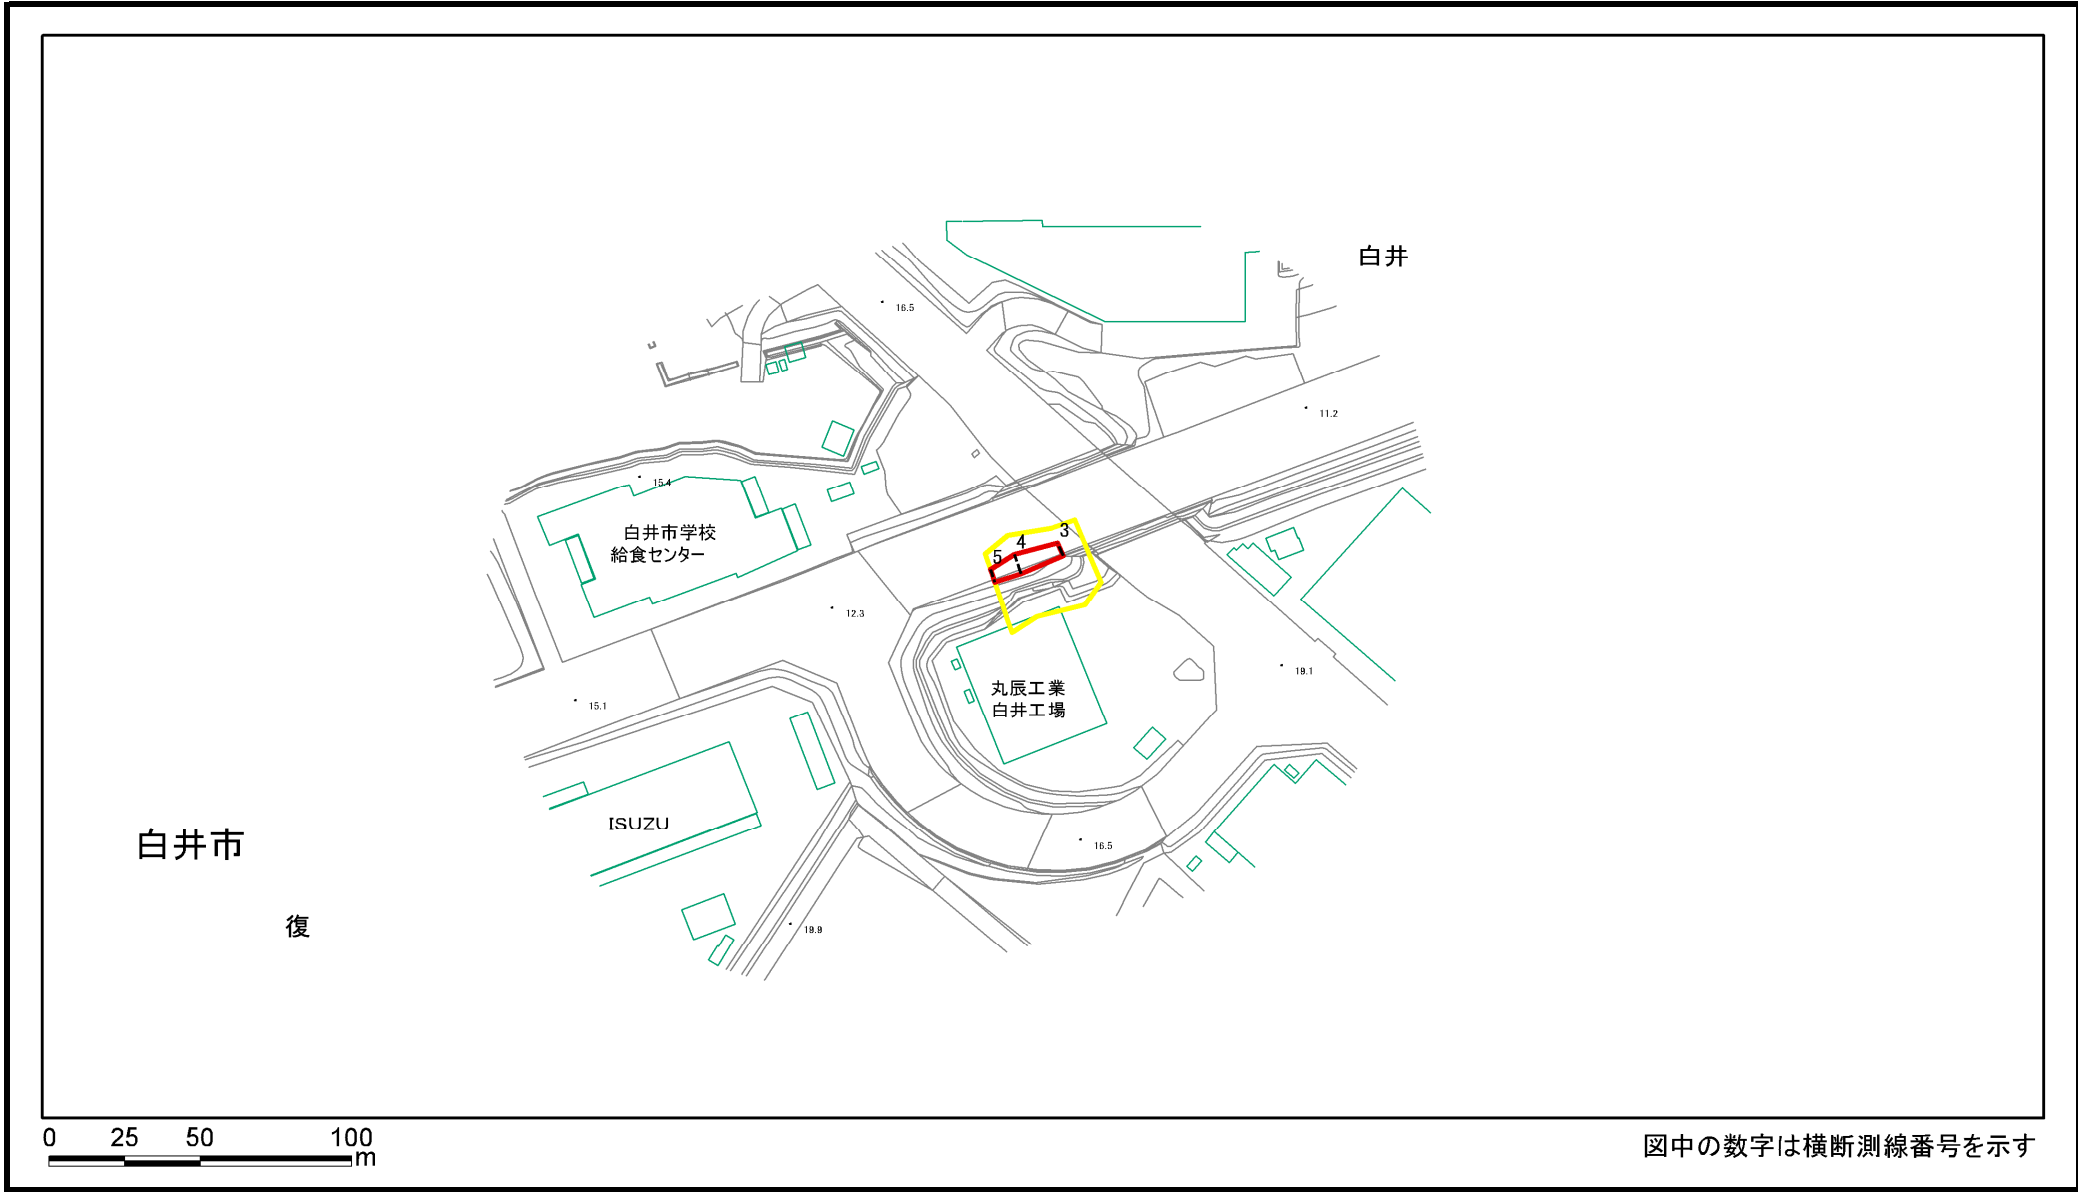 白井
16.5
11.2
15.4
白井市学校
給食センター
3
4
5
12.3
19.1
丸辰工業
白井工場
15.1
ISUZU
16.5
白井市
復
19.9
0 25 50 100
m
図中の数字は横断測線番号を示す